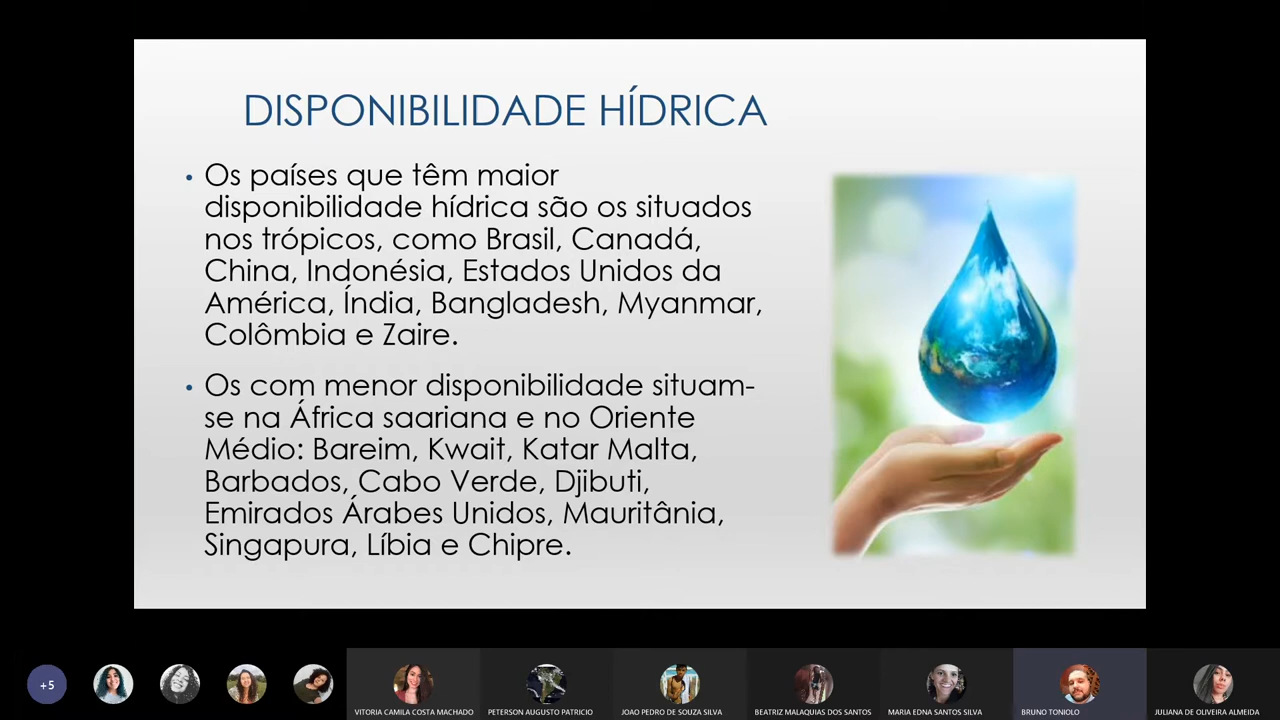 DISPONIBILIDADE HÍDRICA
• Os países que têm maior
disponibilidade hídrica são os situados
nos trópicos, como Brasil, Canadá,
China, Indonésia, Estados Unidos da
América, Índia, Bangladesh, Myanmar,
Colômbia e Zaire.
• Os com menor disponibilidade situam-
se na África saariana e no Oriente
Médio: Bareim, Kwait, Katar Malta,
Barbados, Cabo Verde, Djibuti,
Emirados Árabes Unidos, Mauritânia,
Singapura, Líbia e Chipre.
+5
VITORIA CAMILA COSTA MACHADO
PETERSON AUGUSTO PATRICIO
JOAO PEDRO DE SOUZA SILVA
BEATRIZ MALAQUIAS DOS SANTOS
MARIA EDNA SANTOS SILVA
BRUNO TONIOLO
JULIANA DE OLIVEIRA ALMEIDA